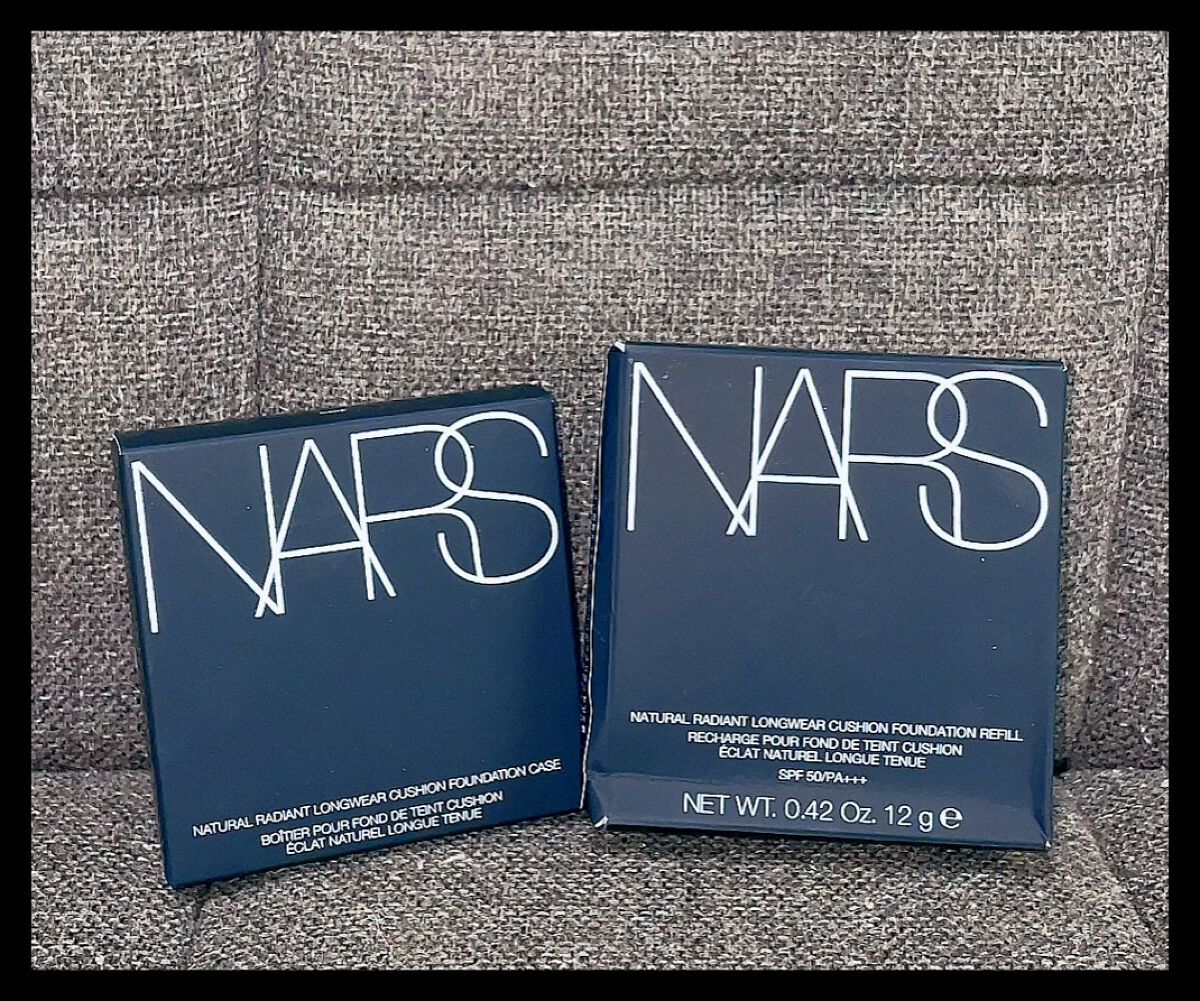 NARS
NATURAL RADIANT LONGWEAR CUSHION FOUNDATION CASE
BOÎTIER POUR FOND DE TEINT CUSHION
ÉCLAT NATUREL LONGUE TENUE
NARS
NATURAL RADIANT LONGWEAR CUSHION FOUNDATION REFILL
RECHARGE POUR FOND DE TEINT CUSHION
ÉCLAT NATUREL LONGUE TENUE
SPF 50/PA+++
NET WT. 0.42 Oz. 12 g e